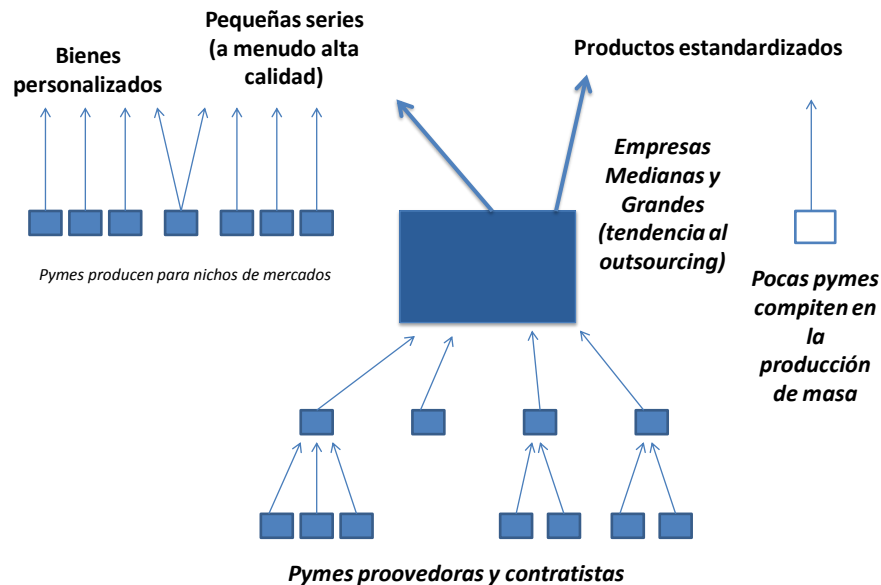 Bienes
personalizados
Pequeñas series
(a menudo alta
calidad)
Productos estandardizados
Empresas
Medianas y
Grandes
(tendencia al
outsourcing)
Pymes producen para nichos de mercados
Pocas pymes
compiten en
la
producción
de masa
Pymes proovedoras y contratistas